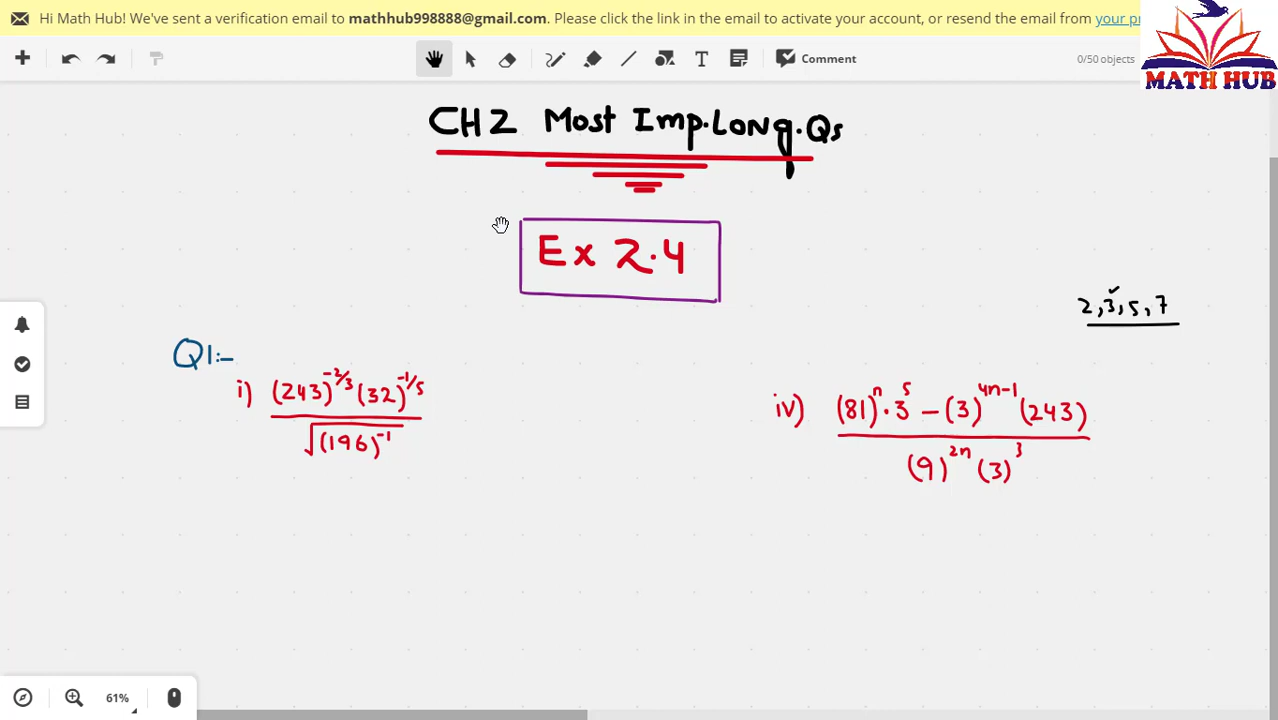 Hi Math Hub! We've sent a verification email to mathhub998888@gmail.com. Please click the link in the email to activate your account, or resend the email from your pr
0/50 objects
Comment
MATH HUB
CH2 Most Imp.Long.Qs
Ex 2.4
2,3,5,7
Q1:-
i) (243)^{-2/3} (32)^{-1/5} / √(196)^{-1}
iv) (81)^n · 3^5 - (3)^{4n-1} (243) / (9)^{2n} (3)^3
61%